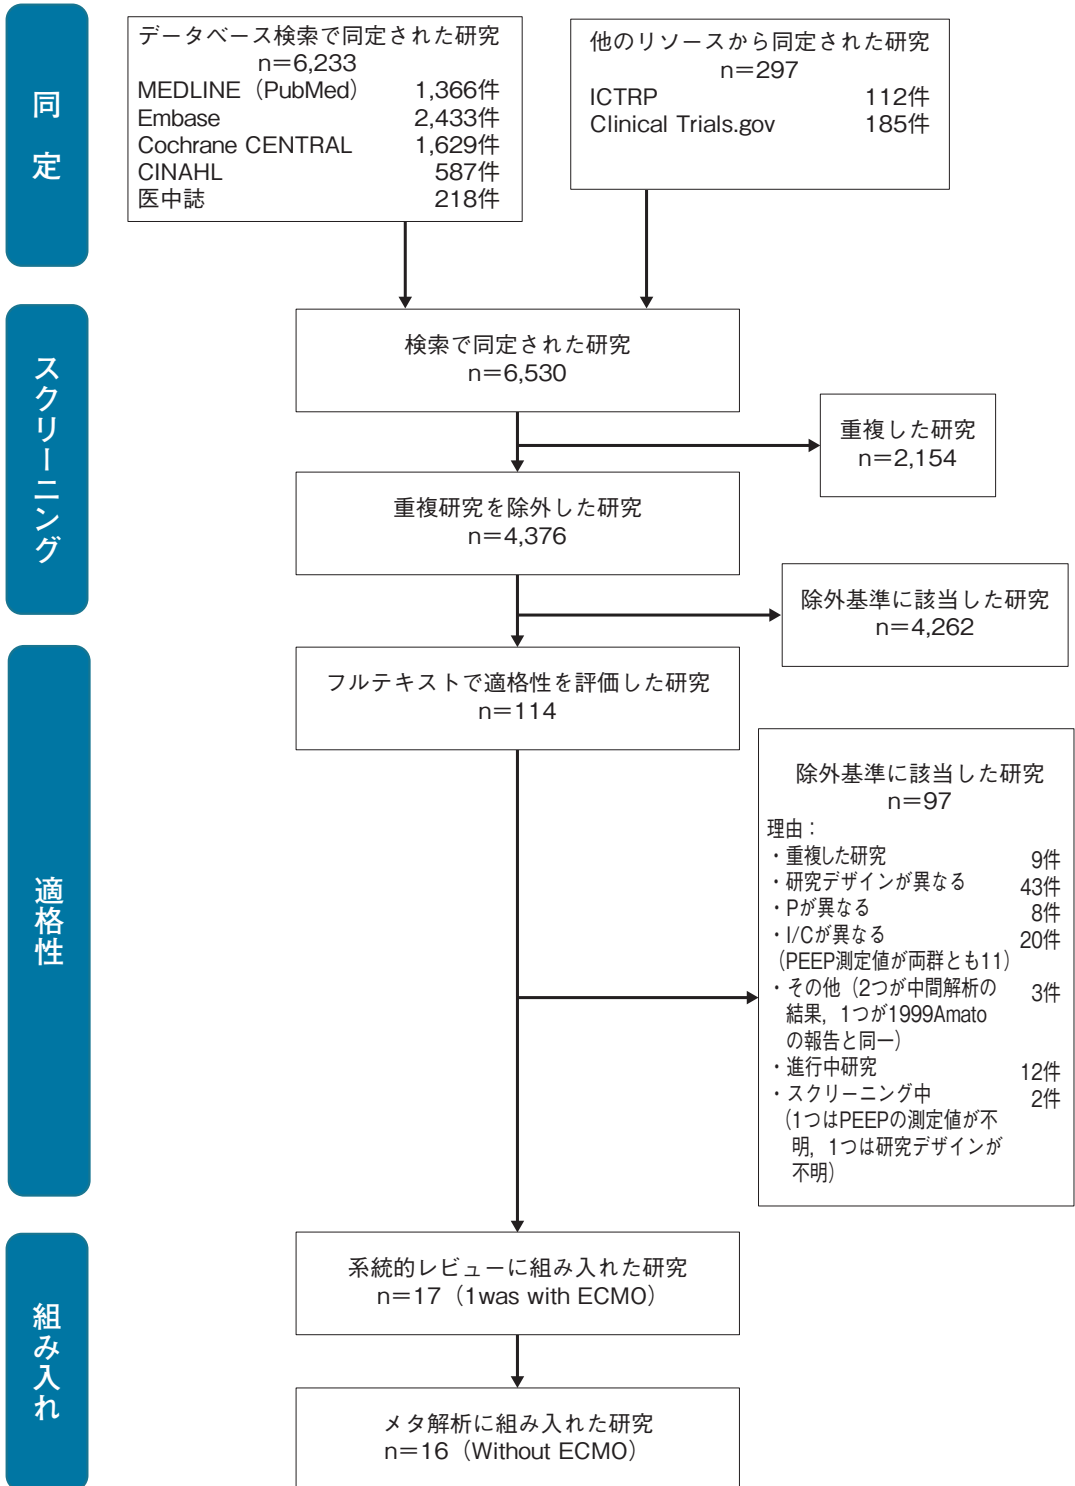 同定
データベース検索で同定された研究
n=6,233
MEDLINE（PubMed） 1,366件
Embase 2,433件
Cochrane CENTRAL 1,629件
CINAHL 587件
医中誌 218件
他のリソースから同定された研究
n=297
ICTRP 112件
Clinical Trials.gov 185件
スクリーニング
検索で同定された研究
n=6,530
重複した研究
n=2,154
重複研究を除外した研究
n=4,376
除外基準に該当した研究
n=4,262
適格性
フルテキストで適格性を評価した研究
n=114
除外基準に該当した研究
n=97
理由：
・重複した研究 9件
・研究デザインが異なる 43件
・Pが異なる 8件
・I/Cが異なる 20件
（PEEP測定値が両群とも11）
・その他（2つが中間解析の 3件
結果，1つが1999Amato
の報告と同一）
・進行中研究 12件
・スクリーニング中 2件
（1つはPEEPの測定値が不
明，1つは研究デザインが
不明）
組み入れ
系統的レビューに組み入れた研究
n=17（1was with ECMO）
メタ解析に組み入れた研究
n=16（Without ECMO）